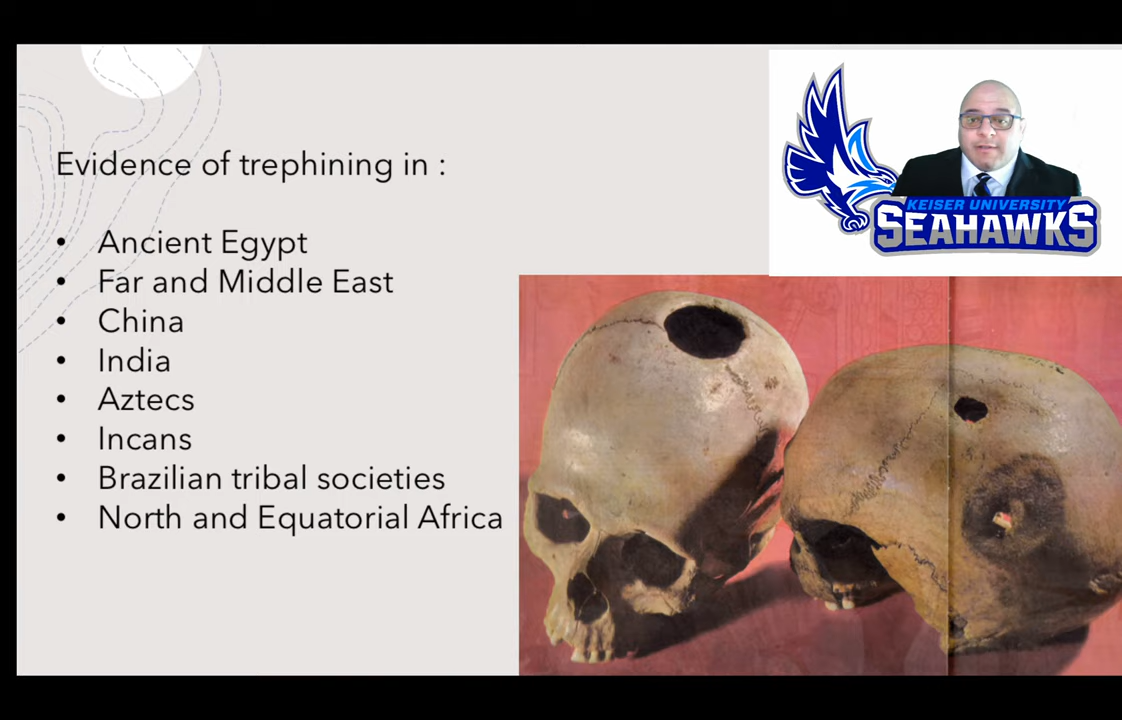 Evidence of trephining in :
• Ancient Egypt
• Far and Middle East
• China
• India
• Aztecs
• Incans
• Brazilian tribal societies
• North and Equatorial Africa
KEISER UNIVERSITY
SEAHAWKS